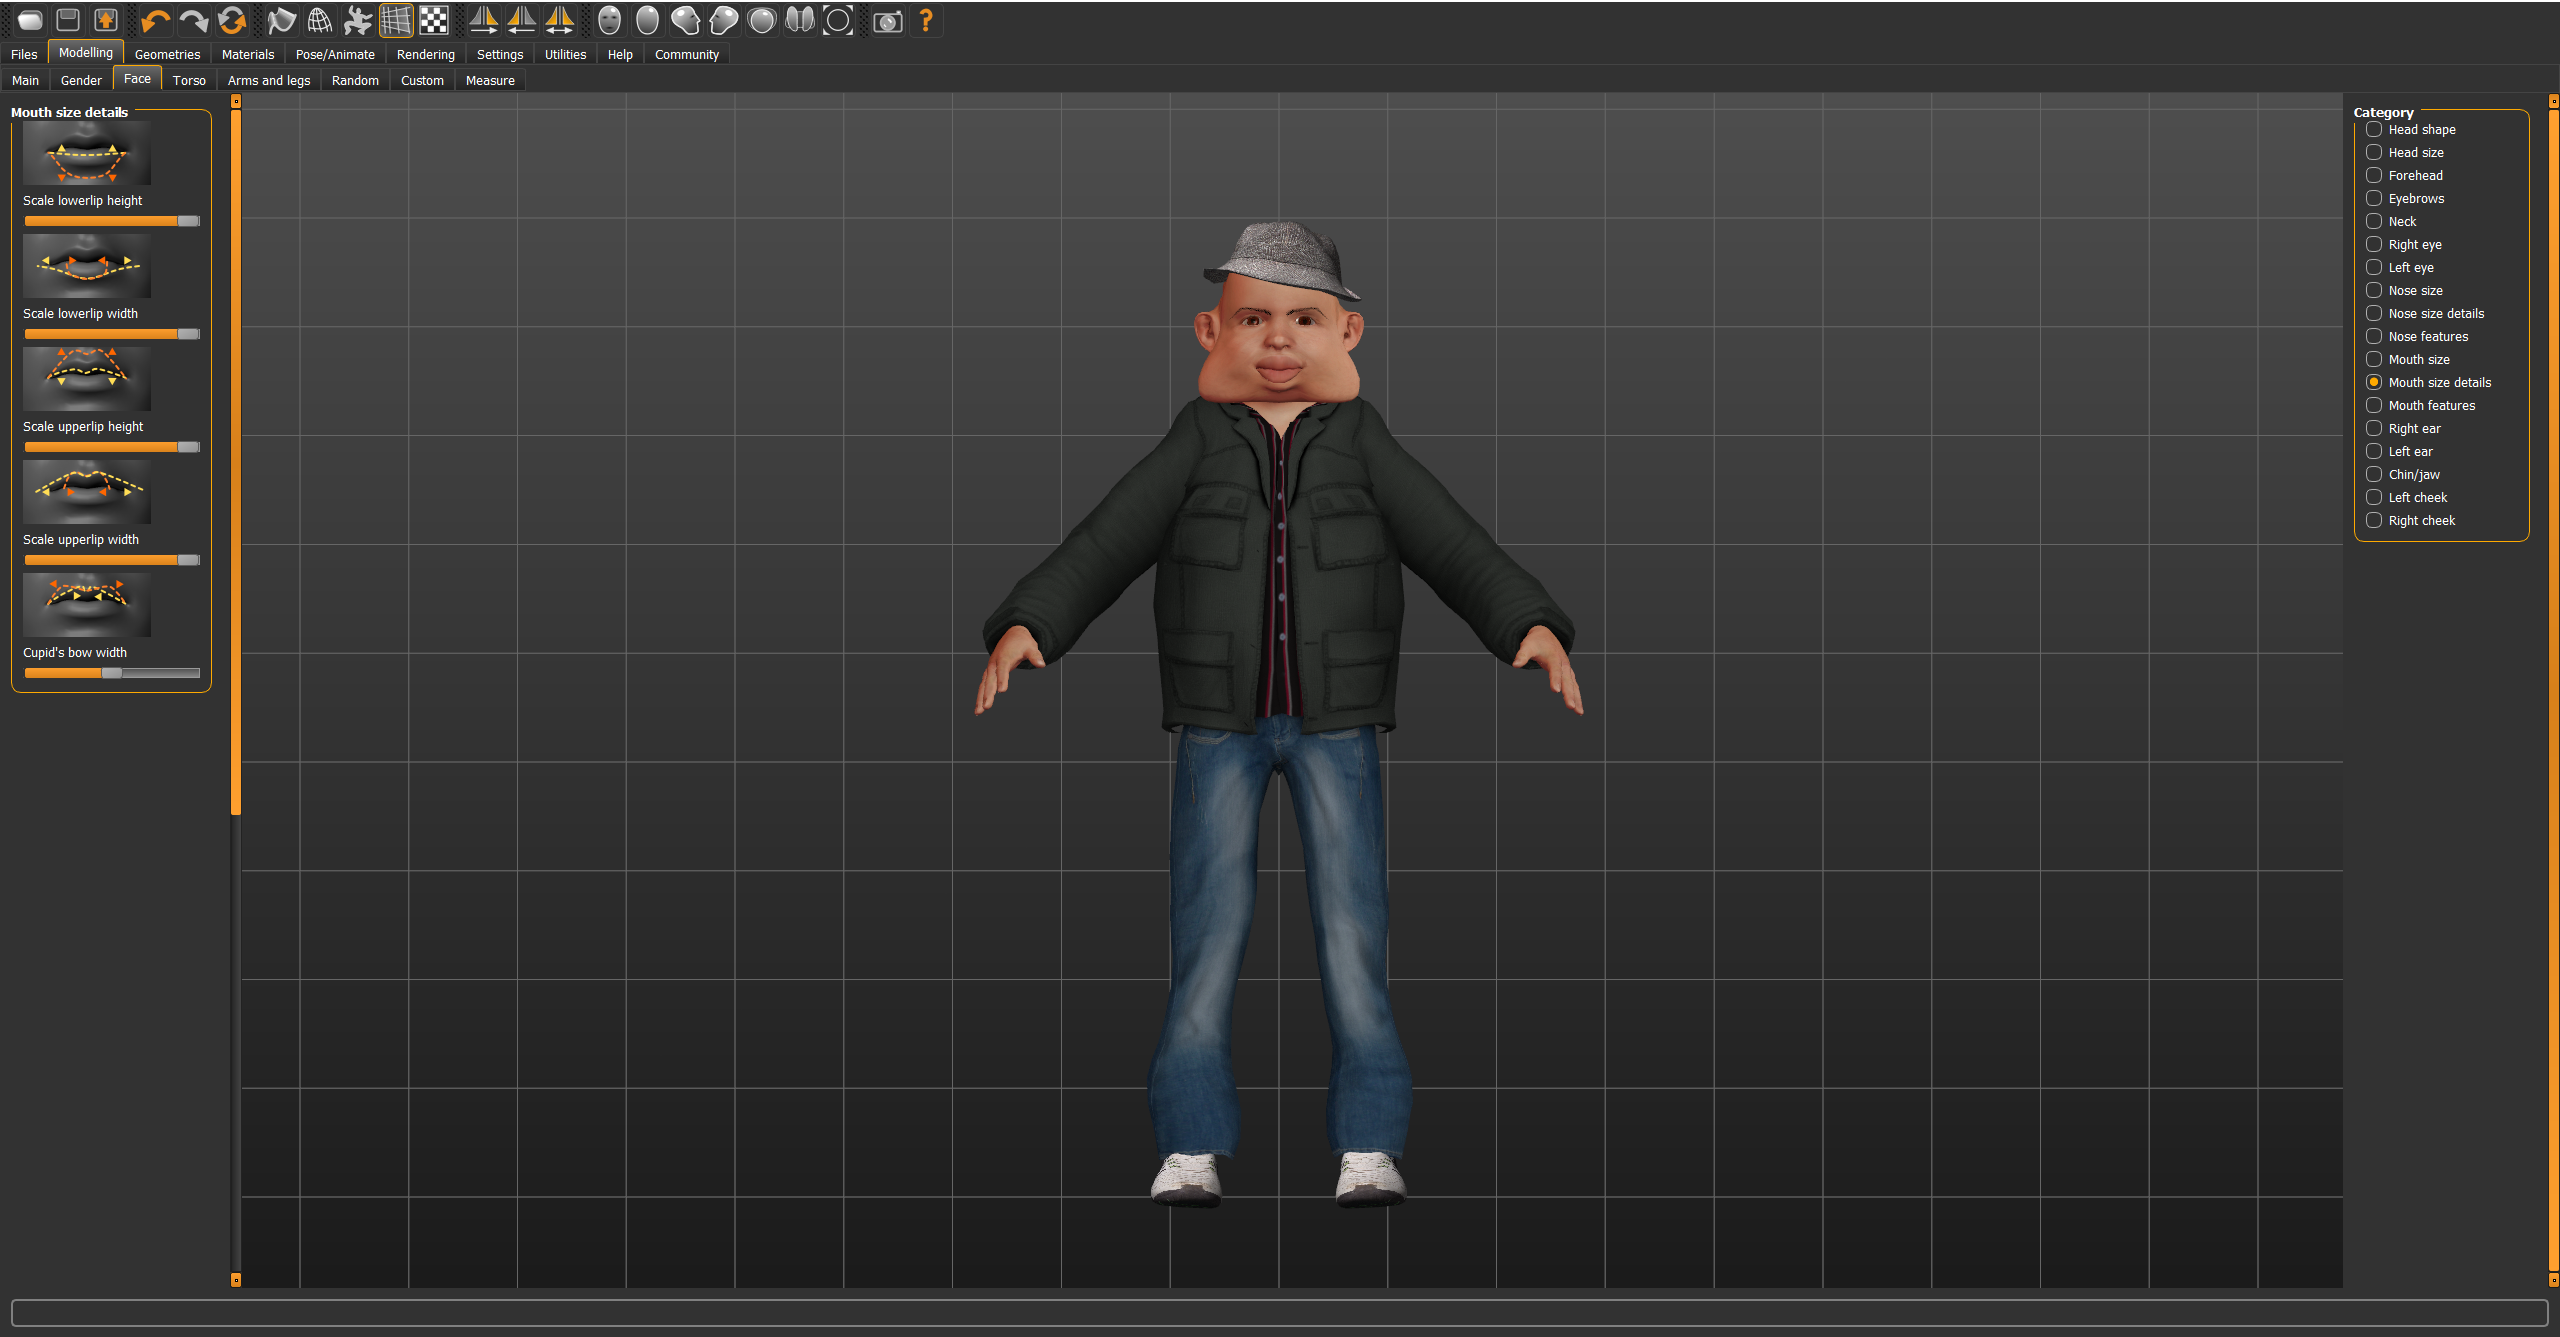 Files Modelling Geometries Materials Pose/Animate Rendering Settings Utilities Help Community
Main Gender Face Torso Arms and legs Random Custom Measure
Mouth size details
Scale lowerlip height
Scale lowerlip width
Scale upperlip height
Scale upperlip width
Cupid's bow width
Category
Head shape
Head size
Forehead
Eyebrows
Neck
Right eye
Left eye
Nose size
Nose size details
Nose features
Mouth size
Mouth size details
Mouth features
Right ear
Left ear
Chin/jaw
Left cheek
Right cheek